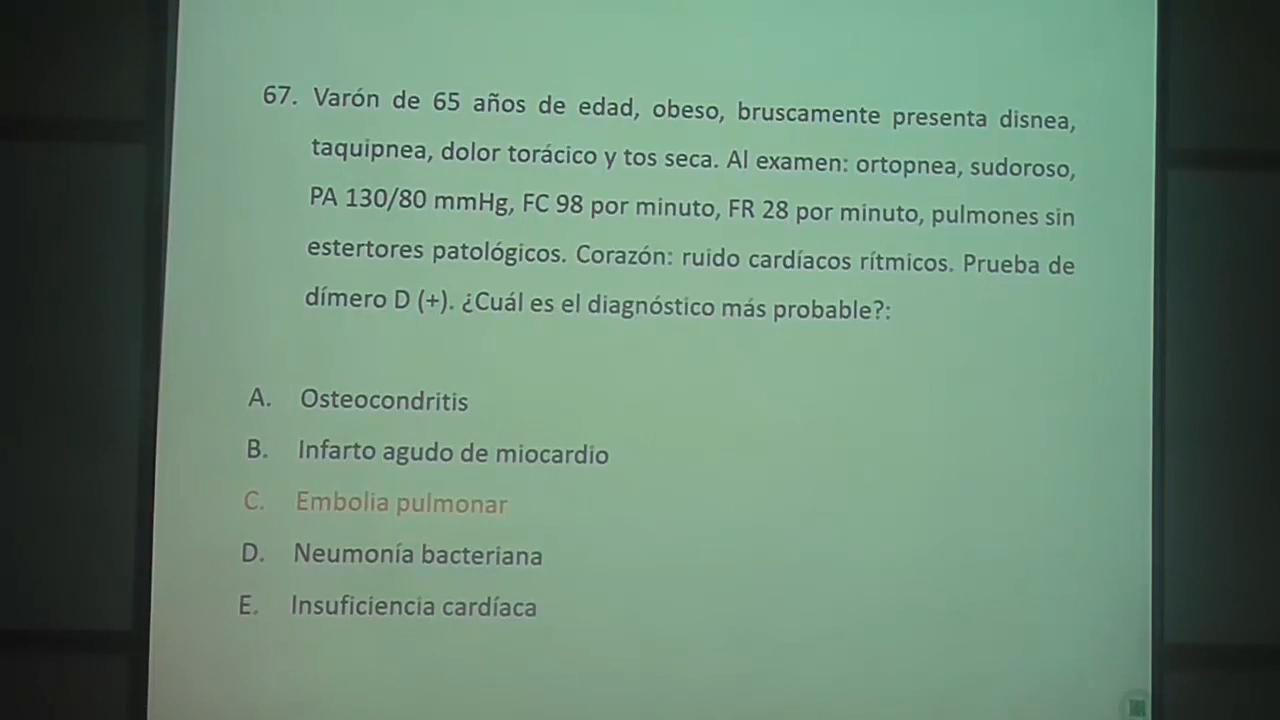 67. Varón de 65 años de edad, obeso, bruscamente presenta disnea,
taquipnea, dolor torácico y tos seca. Al examen: ortopnea, sudoroso,
PA 130/80 mmHg, FC 98 por minuto, FR 28 por minuto, pulmones sin
estertores patológicos. Corazón: ruido cardíacos rítmicos. Prueba de
dímero D (+). ¿Cuál es el diagnóstico más probable?:
A. Osteocondritis
B. Infarto agudo de miocardio
C. Embolia pulmonar
D. Neumonía bacteriana
E. Insuficiencia cardíaca